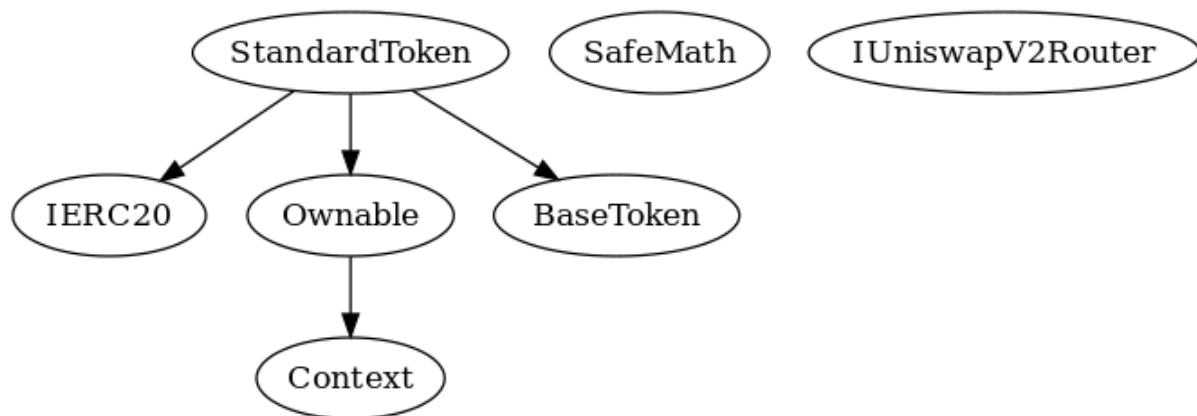 StandardToken
SafeMath
IUniswapV2Router
IERC20
Ownable
BaseToken
Context